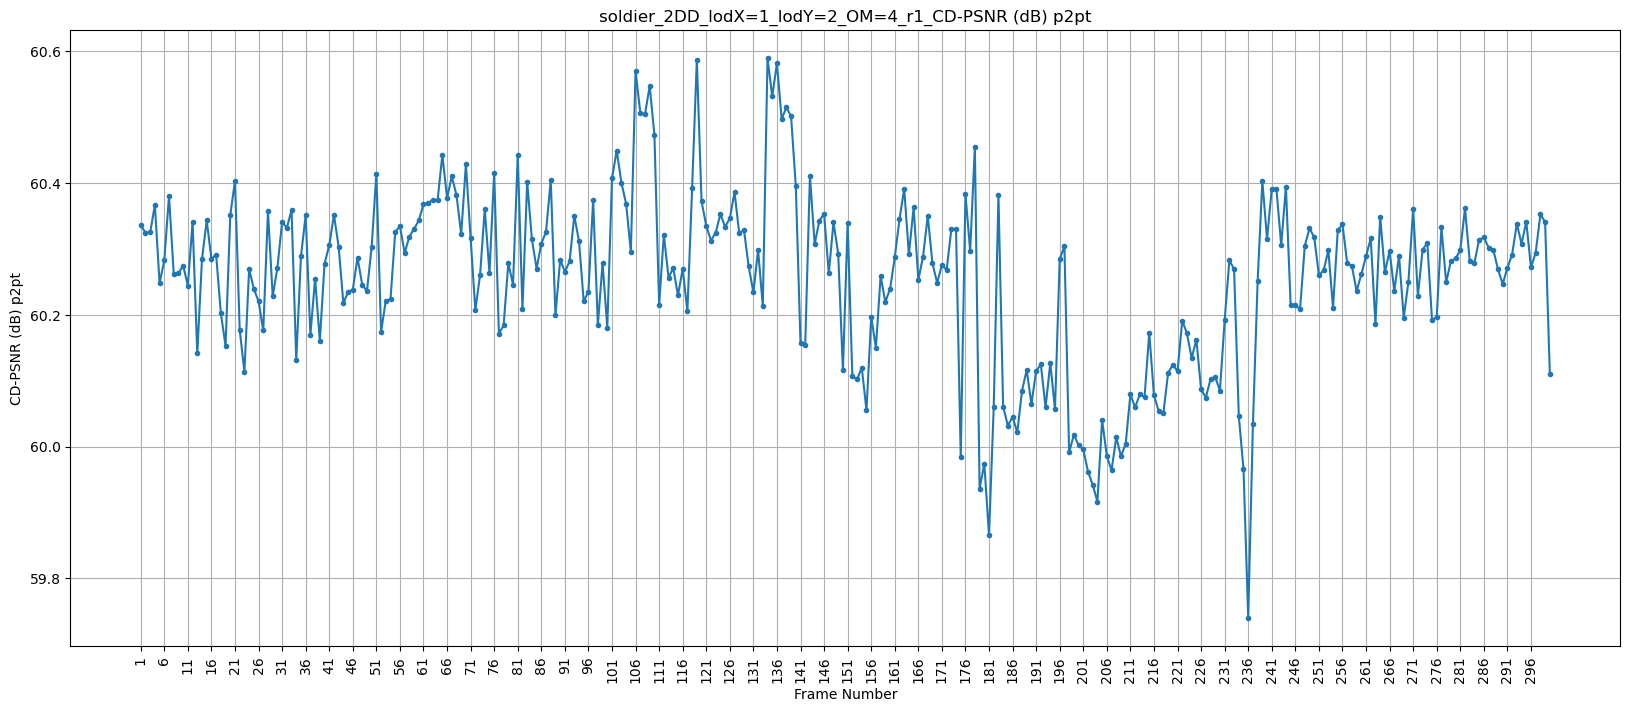 soldier_2DD_lodX=1_lodY=2_OM=4_r1_CD-PSNR (dB) p2pt
CD-PSNR (dB) p2pt
60.6
60.4
60.2
60.0
59.8
1 6 11 16 21 26 31 36 41 46 51 56 61 66 71 76 81 86 91 96 101 106 111 116 121 126 131 136 141 146 151 156 161 166 171 176 181 186 191 196 201 206 211 216 221 226 231 236 241 246 251 256 261 266 271 276 281 286 291 296
Frame Number